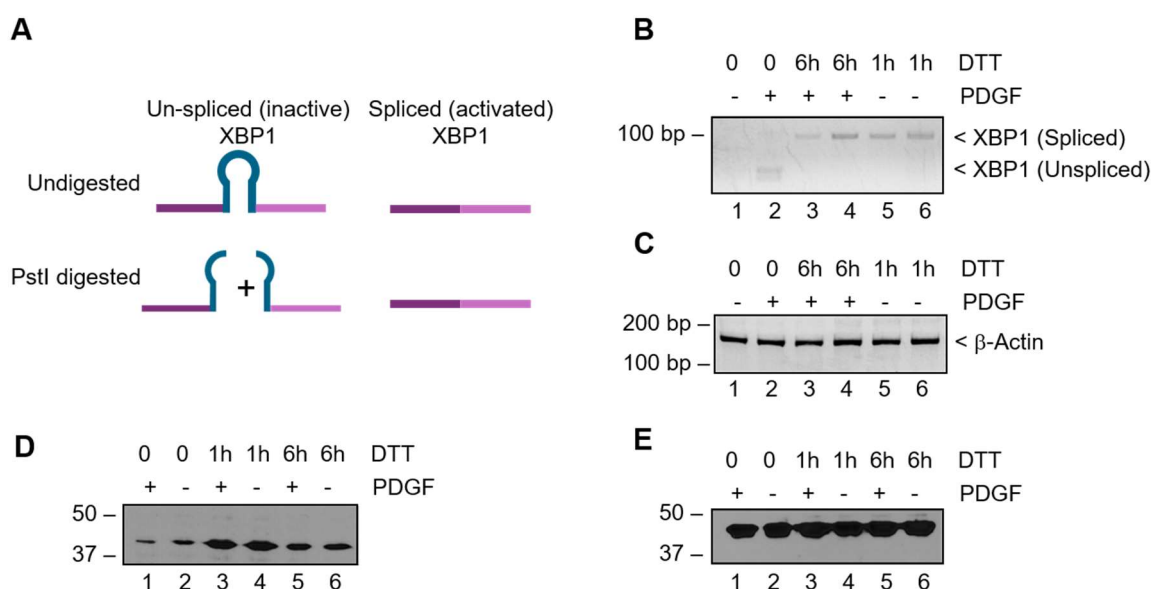 A
Un-spliced (inactive) Spliced (activated)
XBP1 XBP1
Undigested
PstI digested
+
B
0 0 6h 6h 1h 1h DTT
- + + + - - PDGF
100 bp – < XBP1 (Spliced)
< XBP1 (Unspliced)
1 2 3 4 5 6
C
0 0 6h 6h 1h 1h DTT
- + + + - - PDGF
200 bp –
< β-Actin
100 bp –
1 2 3 4 5 6
D
0 0 1h 1h 6h 6h DTT
+ - + - + - PDGF
50 –
37 –
1 2 3 4 5 6
E
0 0 1h 1h 6h 6h DTT
+ - + - + - PDGF
50 –
37 –
1 2 3 4 5 6